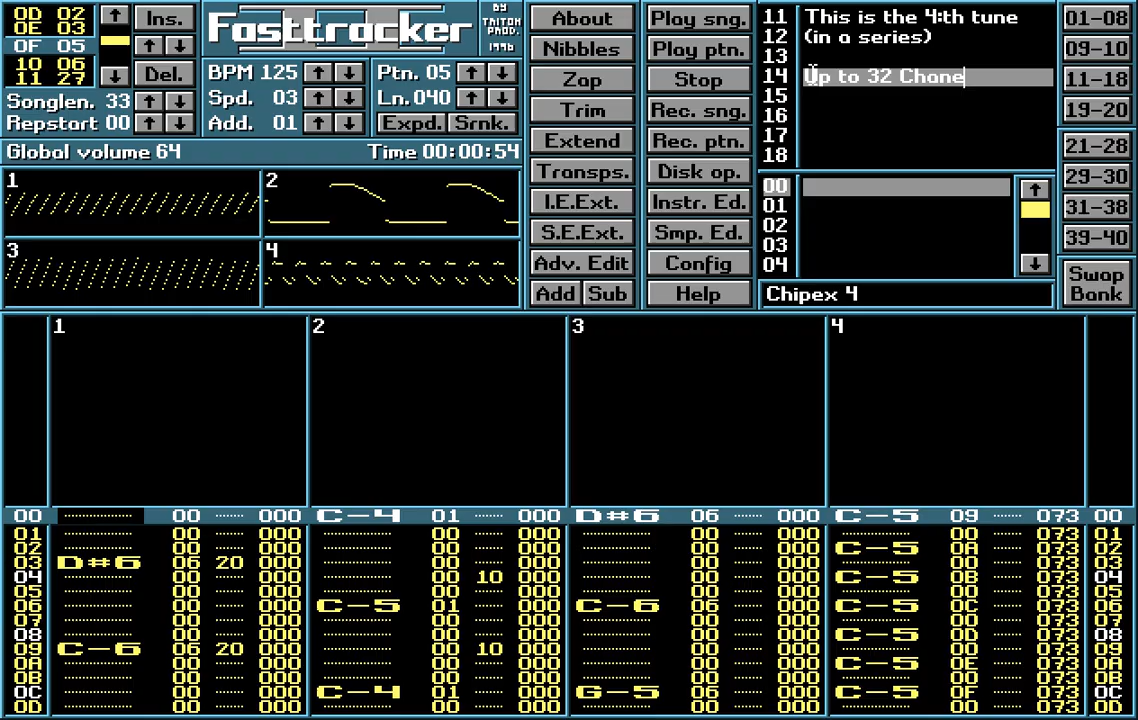 0D 02
0E 03
0F 05
10 06
11 27
Ins.
Del.
Songlen. 33
Repstart 00
Fasttracker
BY TRITON PROD. 1996
BPM 125
Spd. 03
Add. 01
Ptn. 05
Ln. 040
Expd. Srnk.
Global volume 64 Time 00:00:54
1 2
3 4
About
Nibbles
Zap
Trim
Extend
Transps.
I.E.Ext.
S.E.Ext.
Adv. Edit
Add Sub
Play sng.
Play ptn.
Stop
Rec. sng.
Rec. ptn.
Disk op.
Instr. Ed.
Smp. Ed.
Config
Help
11 This is the 4:th tune
12 (in a series)
13
14 Up to 32 Chane
15
16
17
18
00
01
02
03
04
Chipex 4
01-08
09-10
11-18
19-20
21-28
29-30
31-38
39-40
Swap Bank
1 2 3 4
00 00 000 C-4 01 000 D#6 06 000 C-5 09 073 00
01 00 000 00 000 00 000 00 073 01
02 00 000 00 000 00 000 C-5 0A 073 02
03 D#6 06 20 000 00 000 00 000 00 073 03
04 00 000 00 10 000 00 000 C-5 0B 073 04
05 00 000 00 000 00 000 00 073 05
06 00 000 C-5 01 000 C-6 06 000 C-5 0C 073 06
07 00 000 00 000 00 000 00 073 07
08 00 000 00 000 00 000 C-5 0D 073 08
09 C-6 06 20 000 00 10 000 00 000 00 073 09
0A 00 000 00 000 00 000 C-5 0E 073 0A
0B 00 000 00 000 00 000 00 073 0B
0C 00 000 C-4 01 000 G-5 06 000 C-5 0F 073 0C
0D 00 000 00 000 00 000 00 073 0D